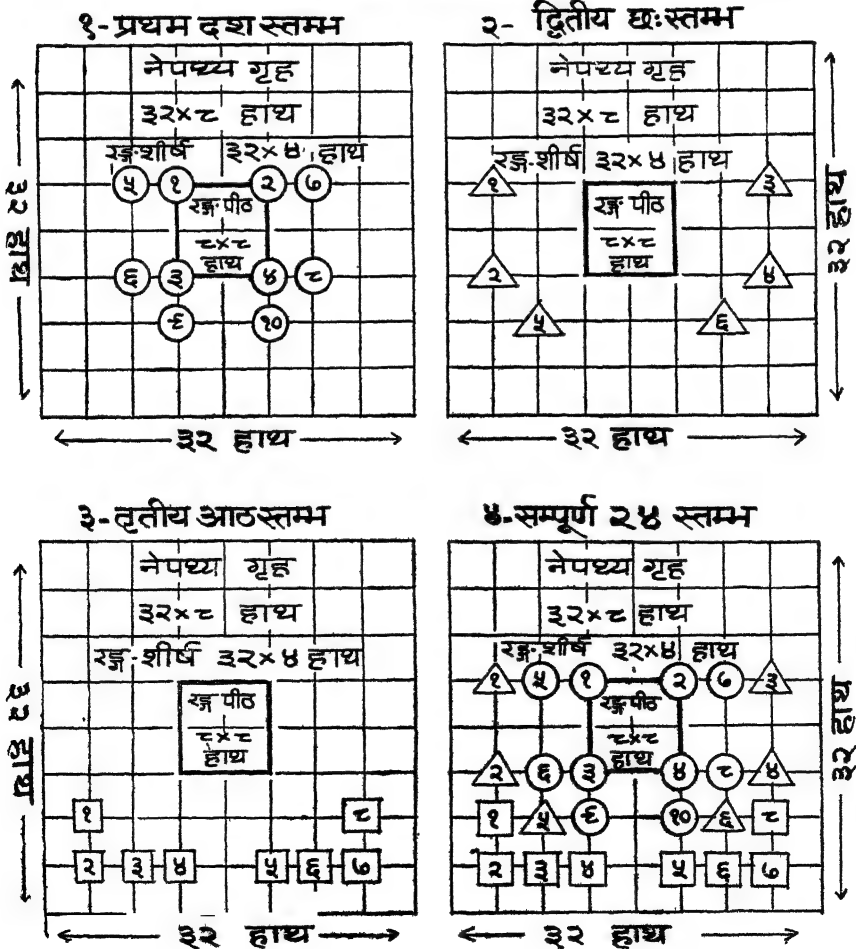 १- प्रथम दश स्तम्भ
नेपथ्य गृह
३२×८ हाथ
रङ्ग-शीर्ष ३२×४ हाथ
५ १ २ ७
रङ्ग पीठ
८×८
हाथ
६ ३ ४ ८
९ १०
३२ हाथ
३२ हाथ
२- द्वितीय छः स्तम्भ
नेपथ्य गृह
३२×८ हाथ
रङ्ग-शीर्ष ३२×४ हाथ
१ ३
रङ्ग पीठ
८×८
हाथ
२ ४
५ ६
३२ हाथ
३२ हाथ
३- तृतीय आठ स्तम्भ
नेपथ्य गृह
३२×८ हाथ
रङ्ग-शीर्ष ३२×४ हाथ
रङ्ग पीठ
८×८
हाथ
१ ८
२ ३ ४ ५ ६ ७
३२ हाथ
३२ हाथ
४- सम्पूर्ण २४ स्तम्भ
नेपथ्य गृह
३२×८ हाथ
रङ्ग-शीर्ष ३२×४ हाथ
१ ५ १ २ ७ ३
रङ्ग पीठ
८×८
हाथ
२ ६ ३ ४ ८ ४
१ ५ ९ १० ६ ८
२ ३ ४ ५ ६ ७
३२ हाथ
३२ हाथ